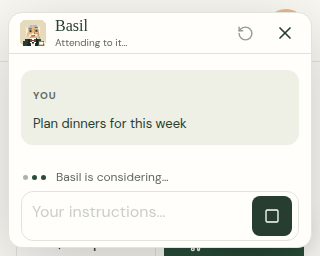 Basil
Attending to it…
YOU
Plan dinners for this week
Basil is considering…
Your instructions…